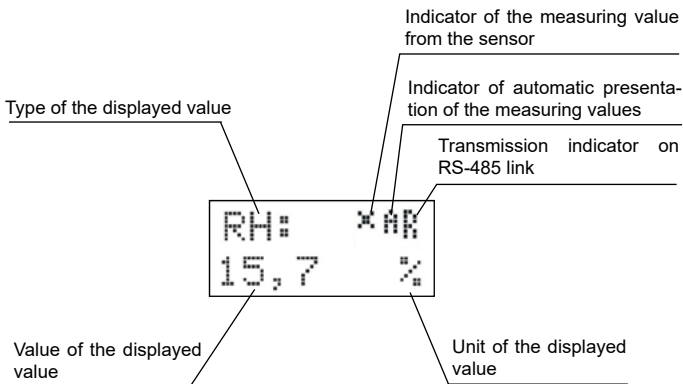 Indicator of the measuring value
from the sensor
Indicator of automatic presenta-
tion of the measuring values
Type of the displayed value
Transmission indicator on
RS-485 link
RH: × A R
15,7 %
Value of the displayed
value
Unit of the displayed
value